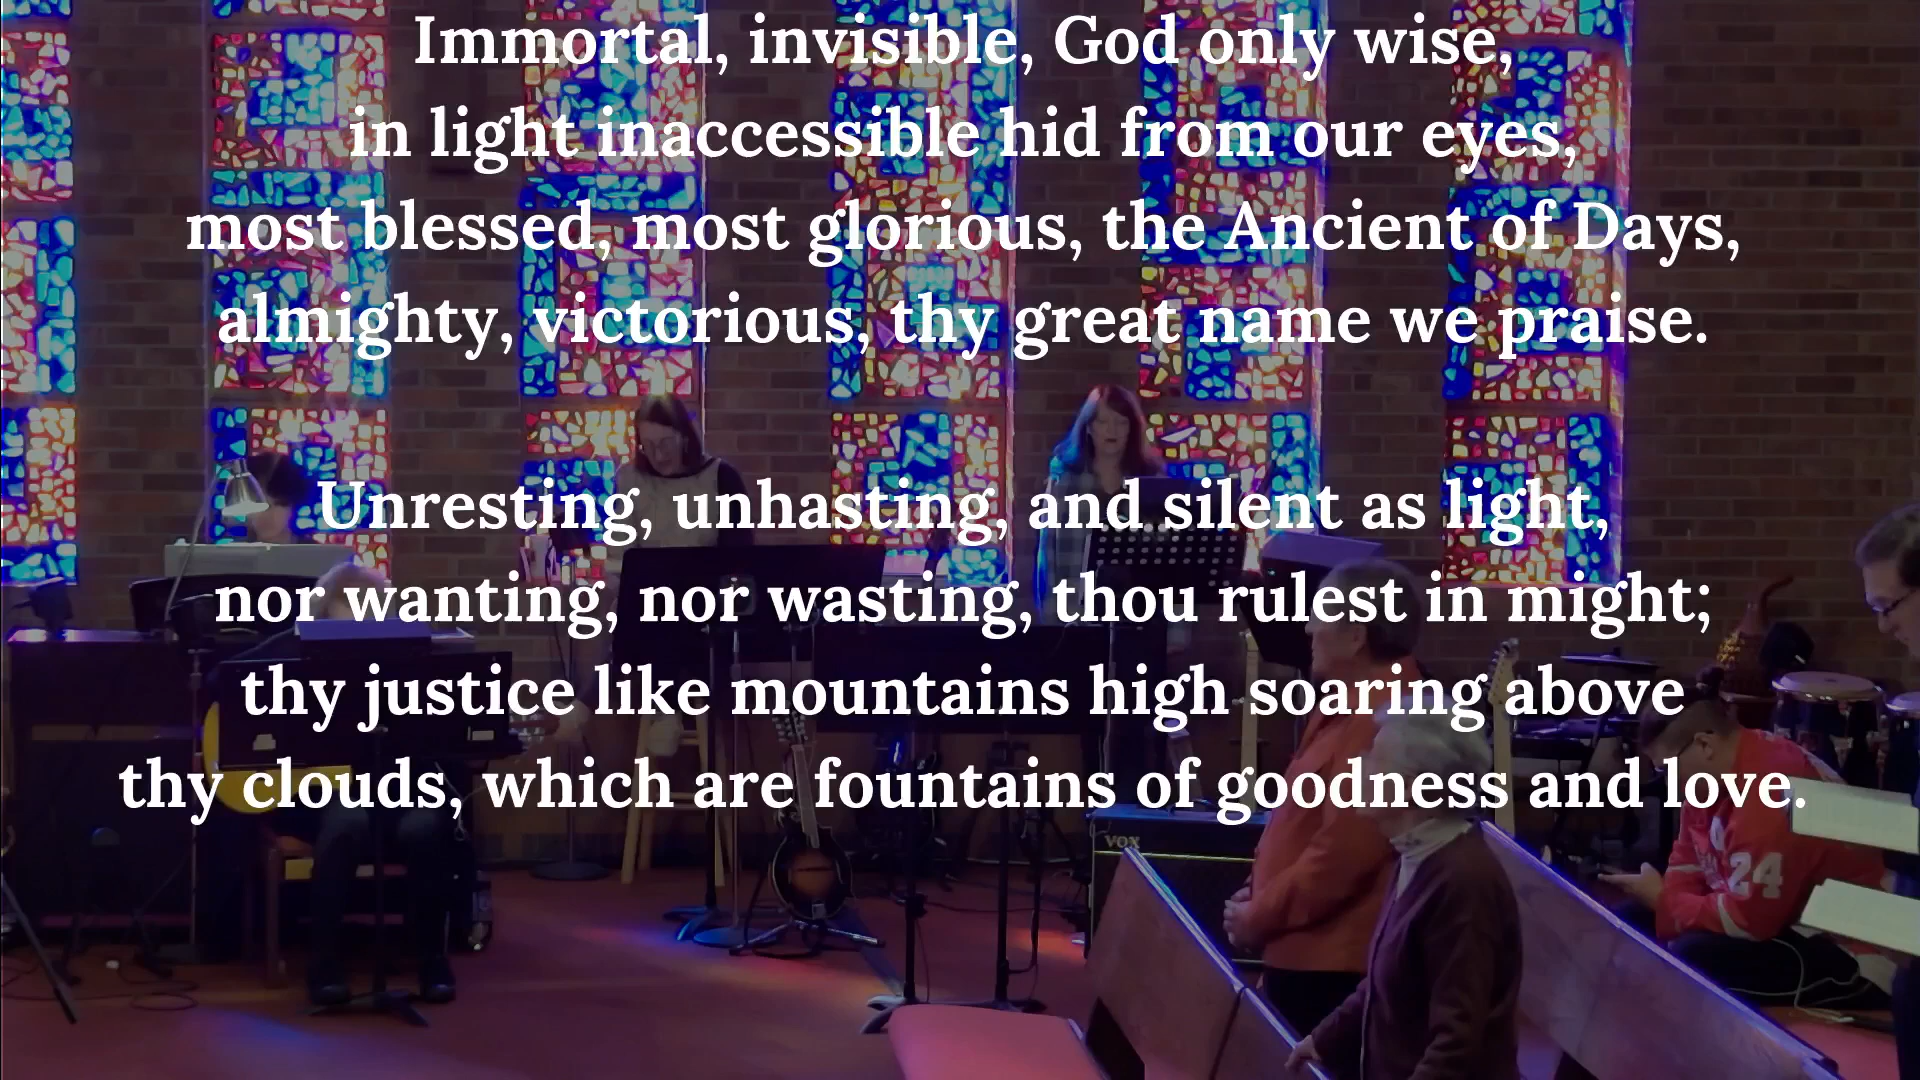 Immortal, invisible, God only wise,
in light inaccessible hid from our eyes,
most blessed, most glorious, the Ancient of Days,
almighty, victorious, thy great name we praise.
Unresting, unhasting, and silent as light,
nor wanting, nor wasting, thou rulest in might;
thy justice like mountains high soaring above
thy clouds, which are fountains of goodness and love.
VOX
24